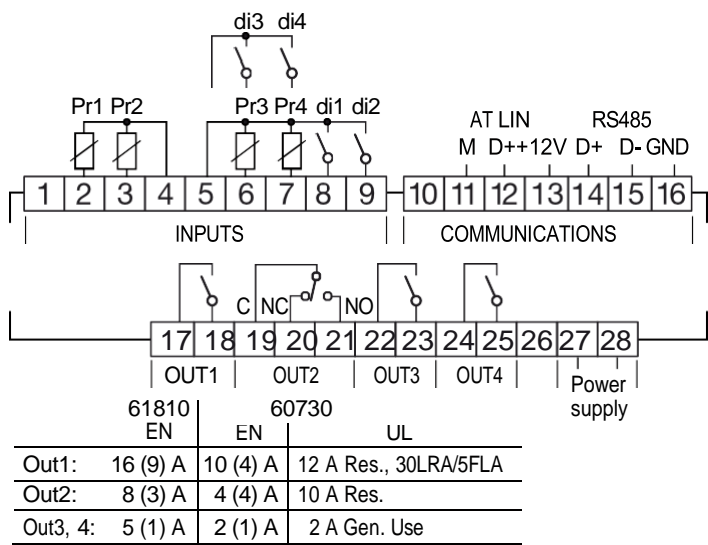 di3 di4
Pr1 Pr2 Pr3 Pr4 di1 di2
AT LIN RS485
M D++12V D+ D- GND
1 2 3 4 5 6 7 8 9 10 11 12 13 14 15 16
INPUTS COMMUNICATIONS
C NC NO
17 18 19 20 21 22 23 24 25 26 27 28
OUT1 OUT2 OUT3 OUT4 Power supply
61810 60730
EN EN UL
Out1: 16 (9) A 10 (4) A 12 A Res., 30LRA/5FLA
Out2: 8 (3) A 4 (4) A 10 A Res.
Out3, 4: 5 (1) A 2 (1) A 2 A Gen. Use